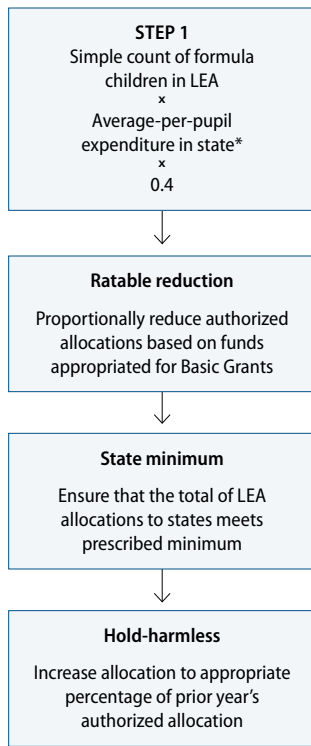 STEP 1
Simple count of formula
children in LEA
x
Average-per-pupil
expenditure in state*
x
0.4
Ratable reduction
Proportionally reduce authorized
allocations based on funds
appropriated for Basic Grants
State minimum
Ensure that the total of LEA
allocations to states meets
prescribed minimum
Hold-harmless
Increase allocation to appropriate
percentage of prior year's
authorized allocation